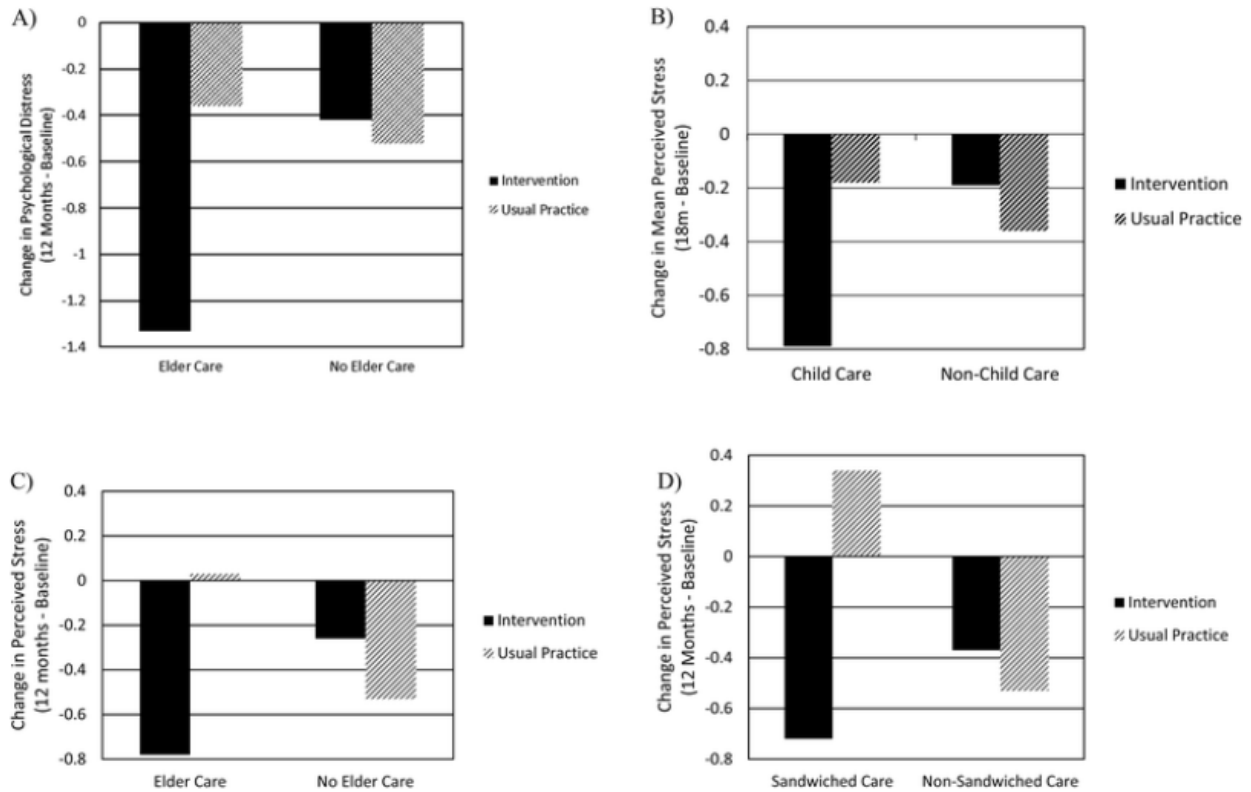 A)
Change in Psychological Distress
(12 Months - Baseline)
0
-0.2
-0.4
-0.6
-0.8
-1
-1.2
-1.4
Elder Care
No Elder Care
Intervention
Usual Practice
B)
Change in Mean Perceived Stress
(18m - Baseline)
0.4
0.2
0
-0.2
-0.4
-0.6
-0.8
Child Care
Non-Child Care
Intervention
Usual Practice
C)
Change in Perceived Stress
(12 months - Baseline)
0.4
0.2
0
-0.2
-0.4
-0.6
-0.8
Elder Care
No Elder Care
Intervention
Usual Practice
D)
Change in Perceived Stress
(12 Months - Baseline)
0.4
0.2
0
-0.2
-0.4
-0.6
-0.8
Sandwiched Care
Non-Sandwiched Care
Intervention
Usual Practice